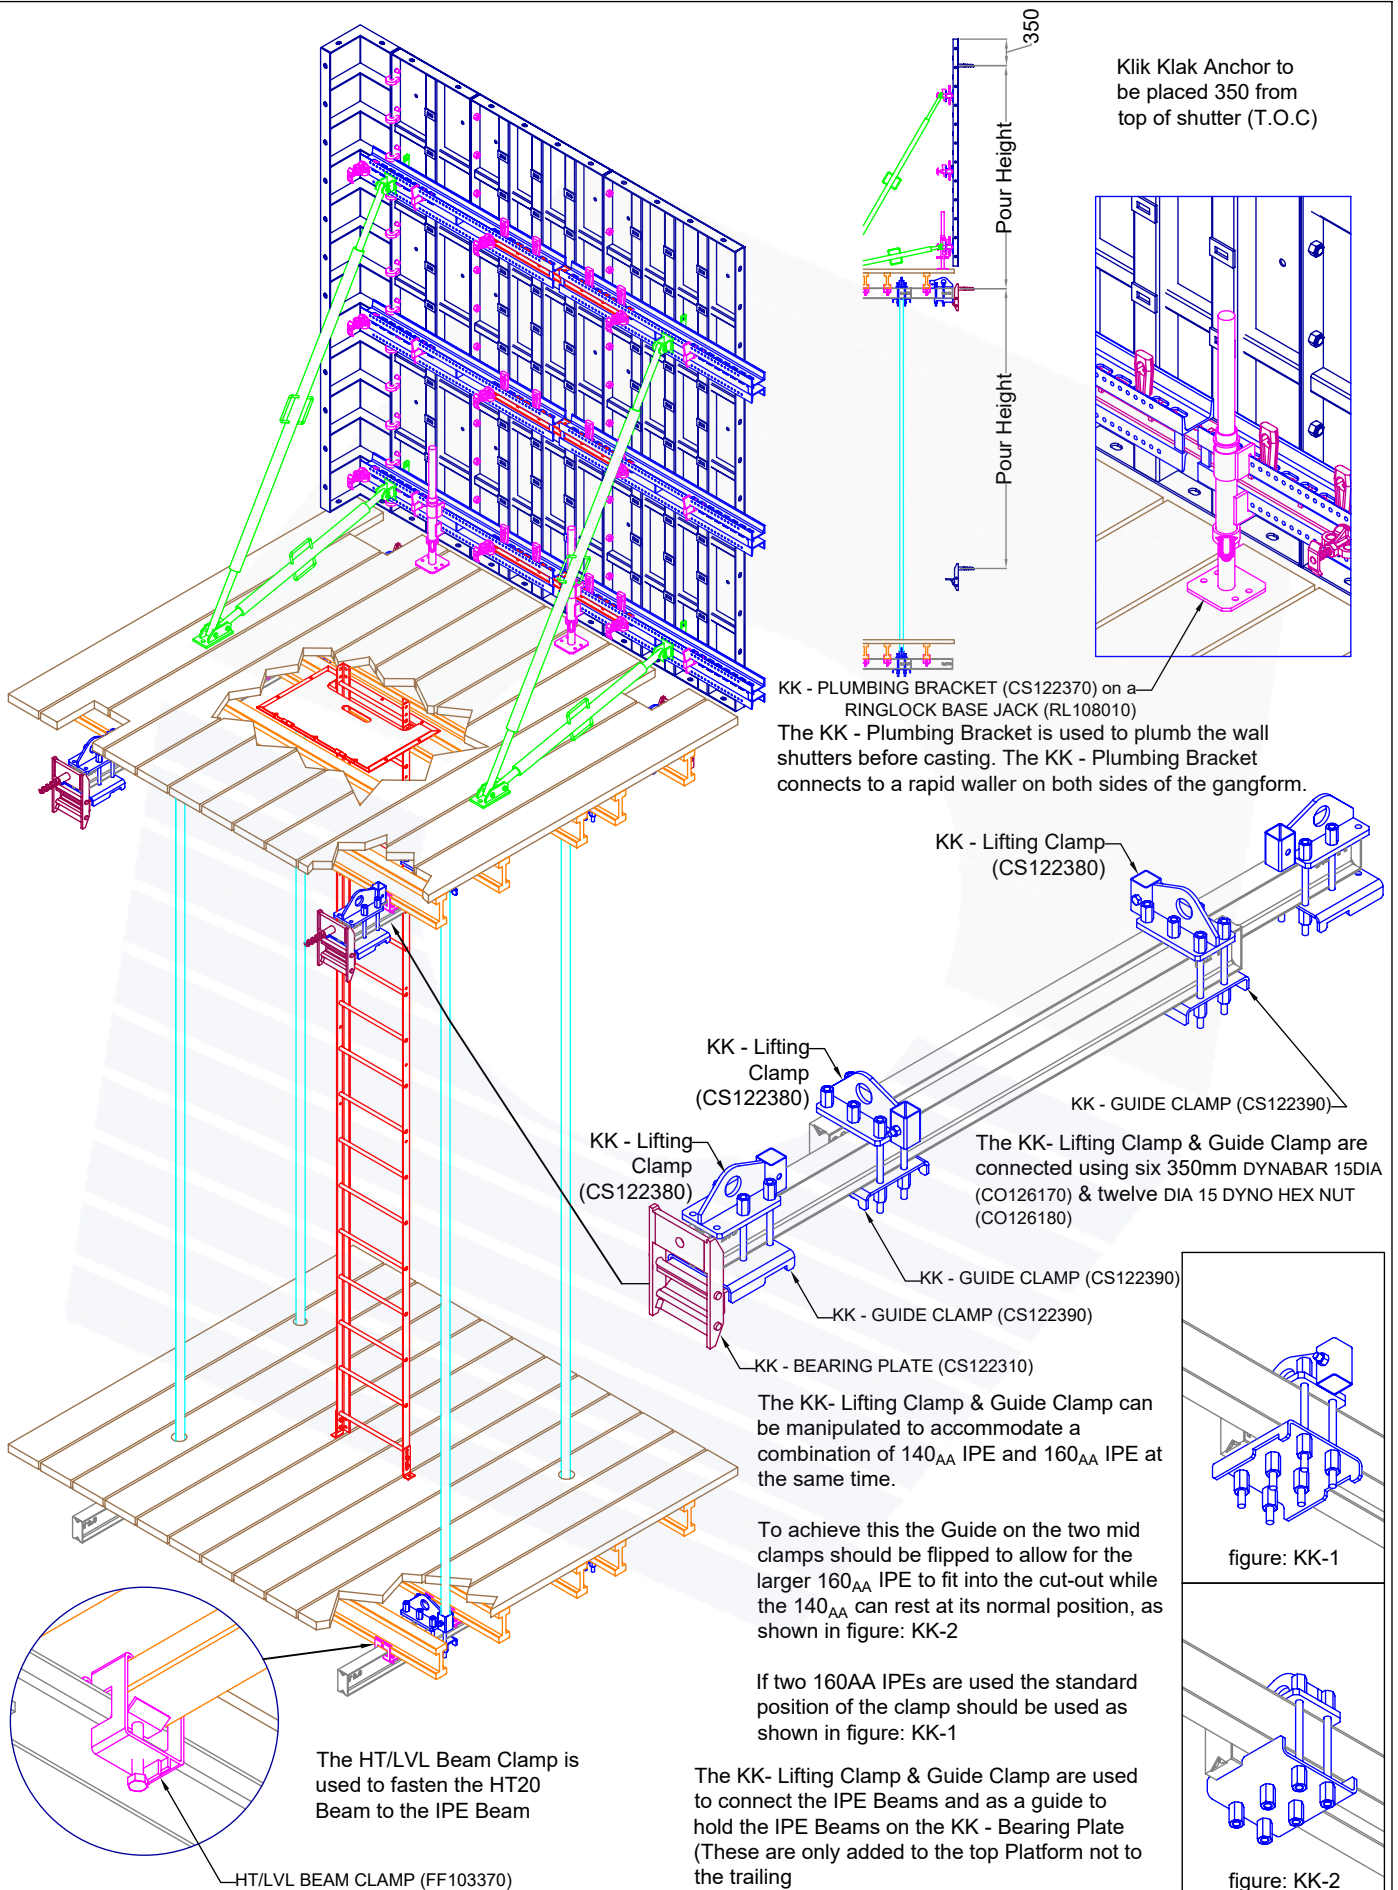 350
Klik Klak Anchor to
be placed 350 from
top of shutter (T.O.C)
Pour Height
Pour Height
KK - PLUMBING BRACKET (CS122370) on a
RINGLOCK BASE JACK (RL108010)
The KK - Plumbing Bracket is used to plumb the wall
shutters before casting. The KK - Plumbing Bracket
connects to a rapid waller on both sides of the gangform.
KK - Lifting Clamp
(CS122380)
KK - Lifting
Clamp
(CS122380)
KK - Lifting
Clamp
(CS122380)
KK - GUIDE CLAMP (CS122390)
The KK- Lifting Clamp & Guide Clamp are
connected using six 350mm DYNABAR 15DIA
(CO126170) & twelve DIA 15 DYNO HEX NUT
(CO126180)
KK - GUIDE CLAMP (CS122390)
KK - GUIDE CLAMP (CS122390)
KK - BEARING PLATE (CS122310)
The KK- Lifting Clamp & Guide Clamp can
be manipulated to accommodate a
combination of 140AA IPE and 160AA IPE at
the same time.
To achieve this the Guide on the two mid
clamps should be flipped to allow for the
larger 160AA IPE to fit into the cut-out while
the 140AA can rest at its normal position, as
shown in figure: KK-2
If two 160AA IPEs are used the standard
position of the clamp should be used as
shown in figure: KK-1
The KK- Lifting Clamp & Guide Clamp are used
to connect the IPE Beams and as a guide to
hold the IPE Beams on the KK - Bearing Plate
(These are only added to the top Platform not to
the trailing
figure: KK-1
figure: KK-2
The HT/LVL Beam Clamp is
used to fasten the HT20
Beam to the IPE Beam
HT/LVL BEAM CLAMP (FF103370)